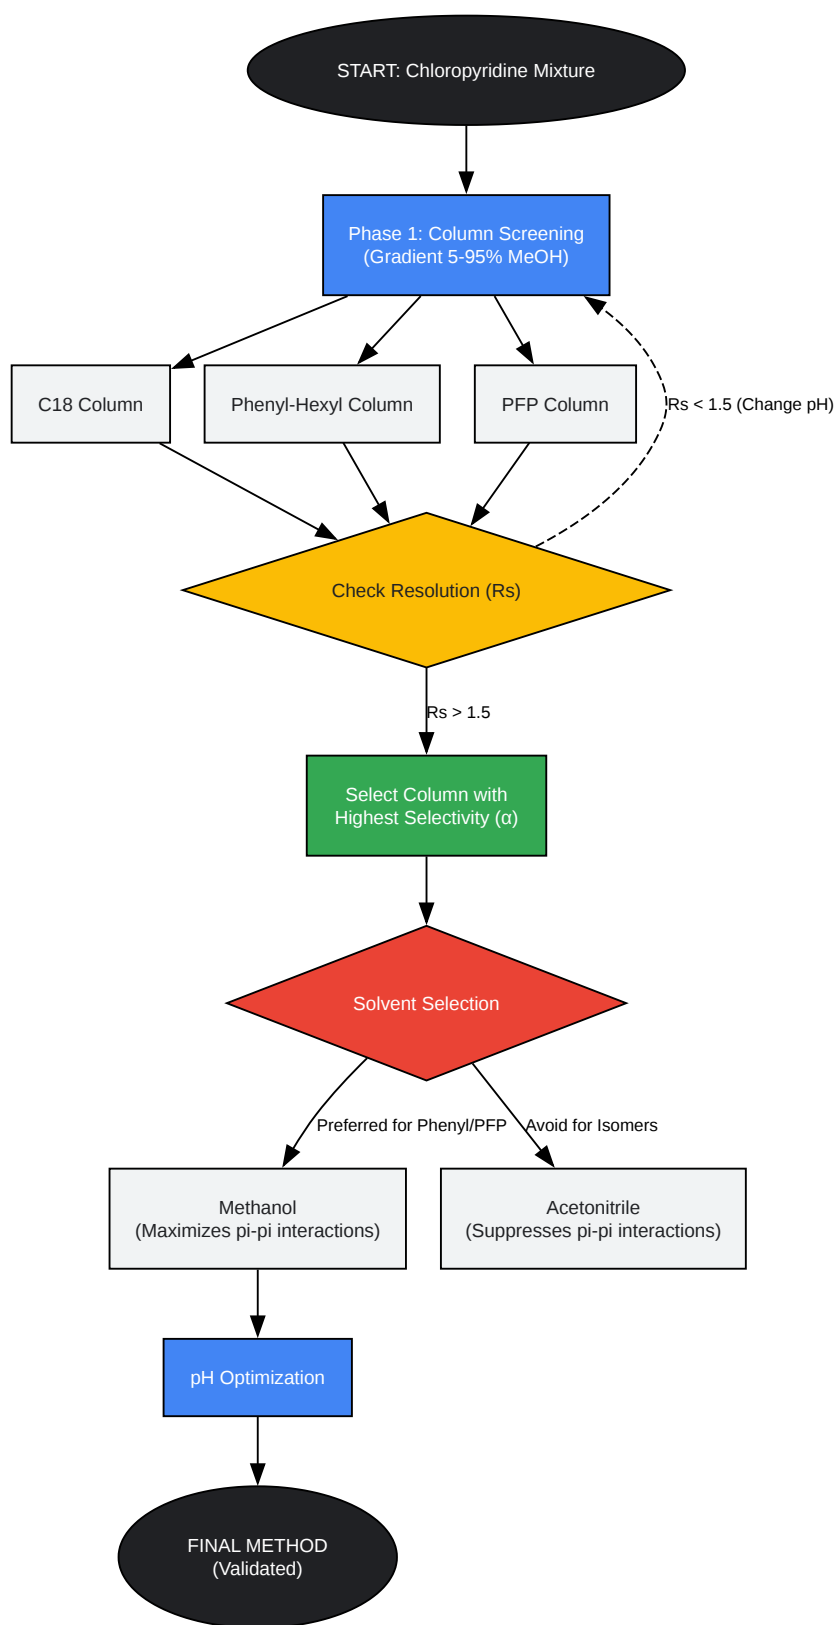 START: Chloropyridine Mixture
Phase 1: Column Screening
(Gradient 5-95% MeOH)
C18 Column
Phenyl-Hexyl Column
PFP Column
Rs < 1.5 (Change pH)
Check Resolution (Rs)
Rs > 1.5
Select Column with
Highest Selectivity (α)
Solvent Selection
Preferred for Phenyl/PFP
Avoid for Isomers
Methanol
(Maximizes pi-pi interactions)
Acetonitrile
(Suppresses pi-pi interactions)
pH Optimization
FINAL METHOD
(Validated)